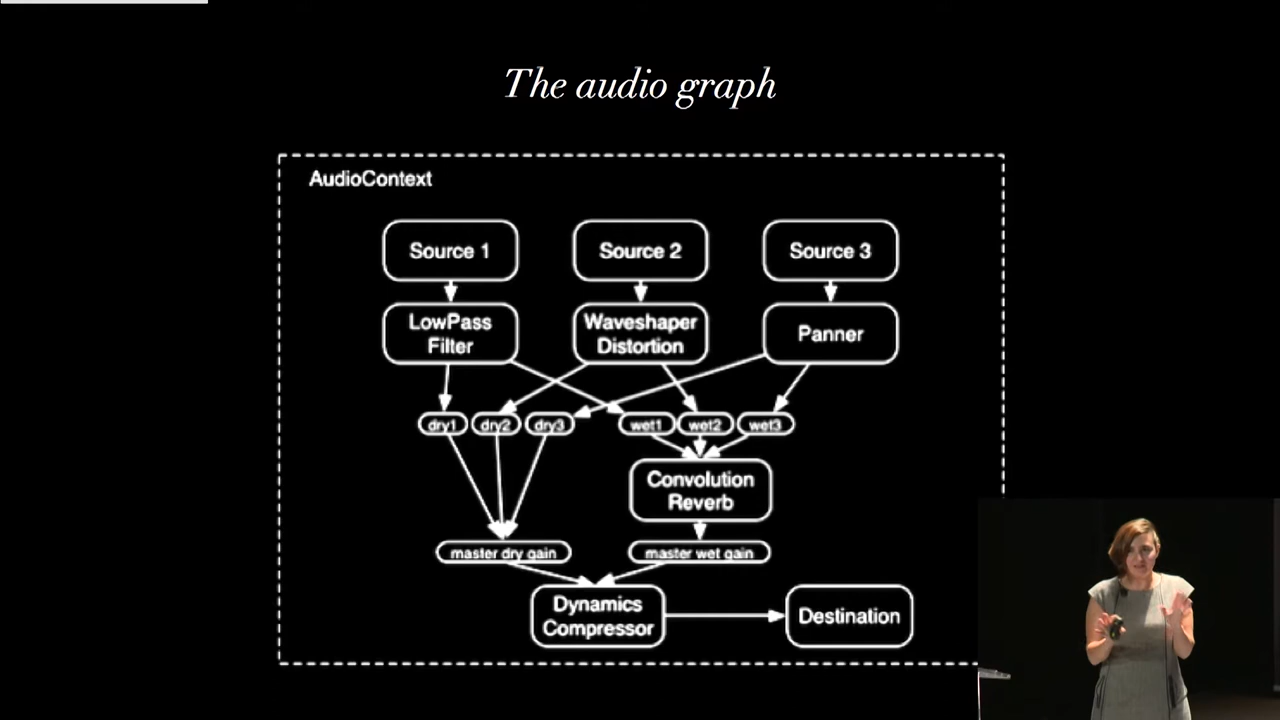 The audio graph
AudioContext
Source 1
Source 2
Source 3
LowPass
Filter
Waveshaper
Distortion
Panner
dry1
dry2
dry3
wet1
wet2
wet3
Convolution
Reverb
master dry gain
master wet gain
Dynamics
Compressor
Destination